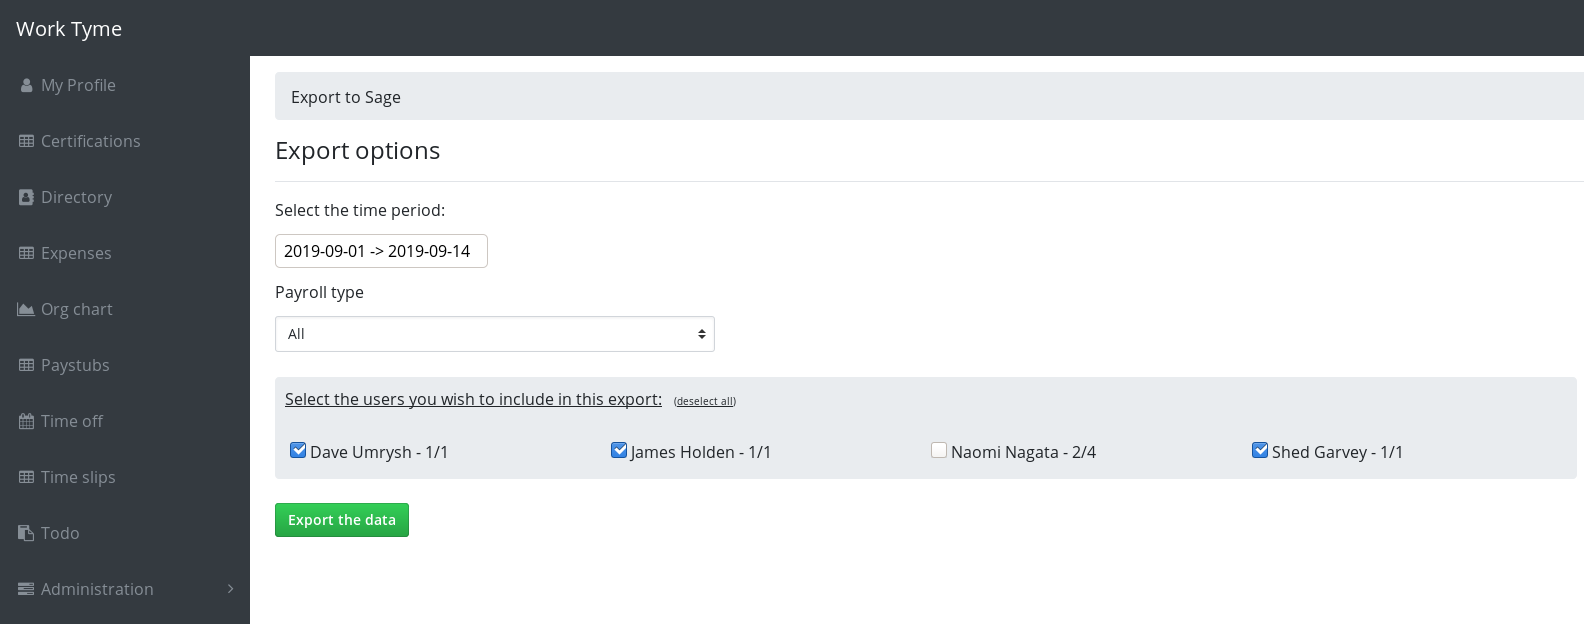 Work Tyme
My Profile
Certifications
Directory
Expenses
Org chart
Paystubs
Time off
Time slips
Todo
Administration
Export to Sage
Export options
Select the time period:
2019-09-01 -> 2019-09-14
Payroll type
All
Select the users you wish to include in this export: (deselect all)
Dave Umrysh - 1/1 James Holden - 1/1 Naomi Nagata - 2/4 Shed Garvey - 1/1
Export the data